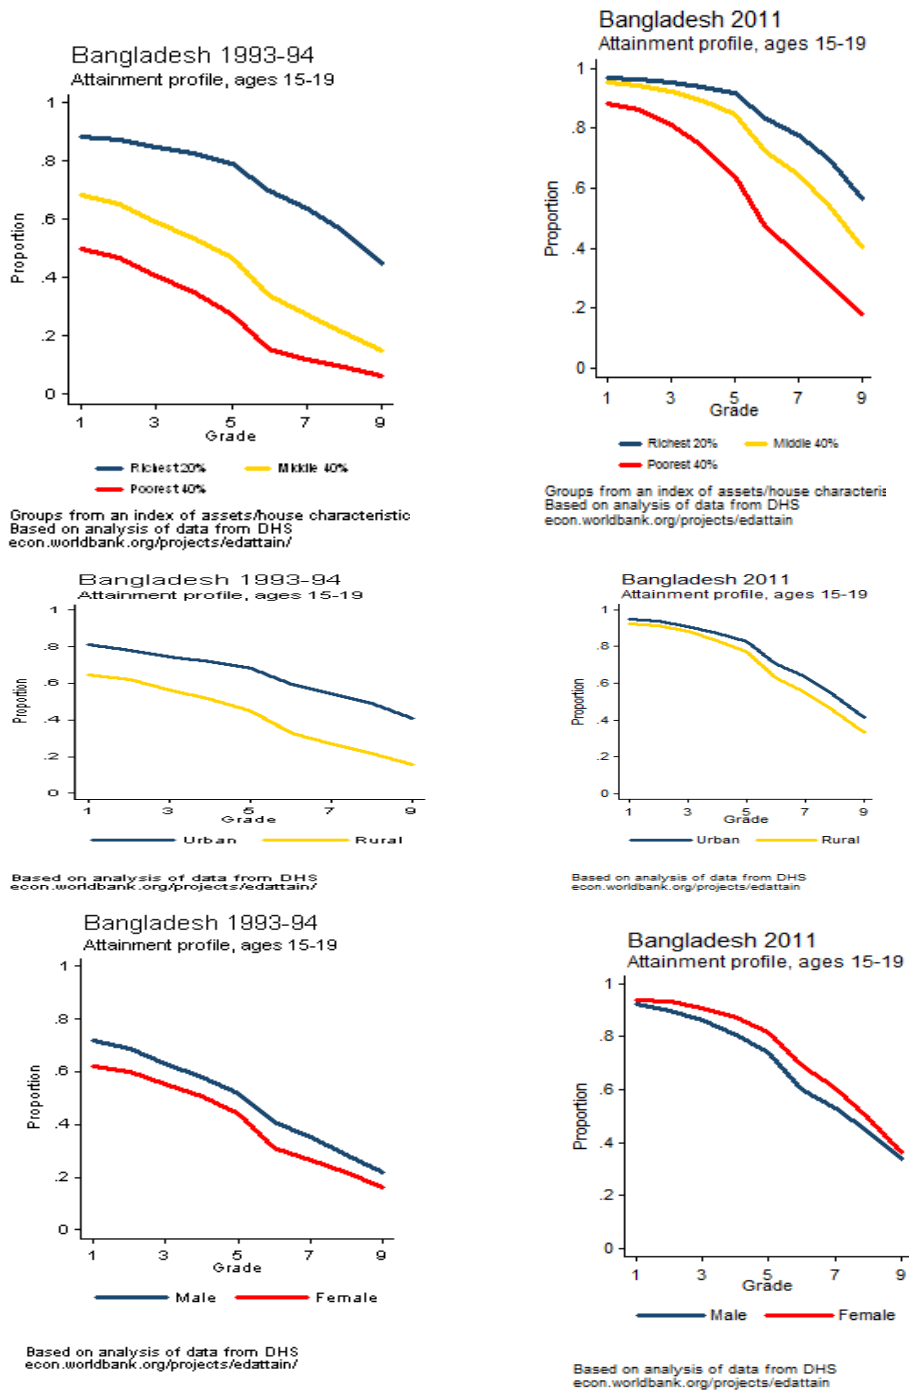 Bangladesh 1993-94
Attainment profile, ages 15-19
1
.8
.6
.4
.2
0
Proportion
1 3 5 7 9
Grade
Richest 20% Middle 40%
Poorest 40%
Groups from an index of assets/house characteristic
Based on analysis of data from DHS
econ.worldbank.org/projects/edattain/
Bangladesh 2011
Attainment profile, ages 15-19
1
.8
.6
.4
.2
0
Proportion
1 3 5 7 9
Grade
Richest 20% Middle 40%
Poorest 40%
Groups from an index of assets/house characteris
Based on analysis of data from DHS
econ.worldbank.org/projects/edattain
Bangladesh 1993-94
Attainment profile, ages 15-19
1
.8
.6
.4
.2
0
Proportion
1 3 5 7 9
Grade
Urban Rural
Based on analysis of data from DHS
econ.worldbank.org/projects/edattain/
Bangladesh 2011
Attainment profile, ages 15-19
1
.8
.6
.4
.2
0
Proportion
1 3 5 7 9
Grade
Urban Rural
Based on analysis of data from DHS
econ.worldbank.org/projects/edattain
Bangladesh 1993-94
Attainment profile, ages 15-19
1
.8
.6
.4
.2
0
Proportion
1 3 5 7 9
Grade
Male Female
Based on analysis of data from DHS
econ.worldbank.org/projects/edattain/
Bangladesh 2011
Attainment profile, ages 15-19
1
.8
.6
.4
.2
0
Proportion
1 3 5 7 9
Grade
Male Female
Based on analysis of data from DHS
econ.worldbank.org/projects/edattain